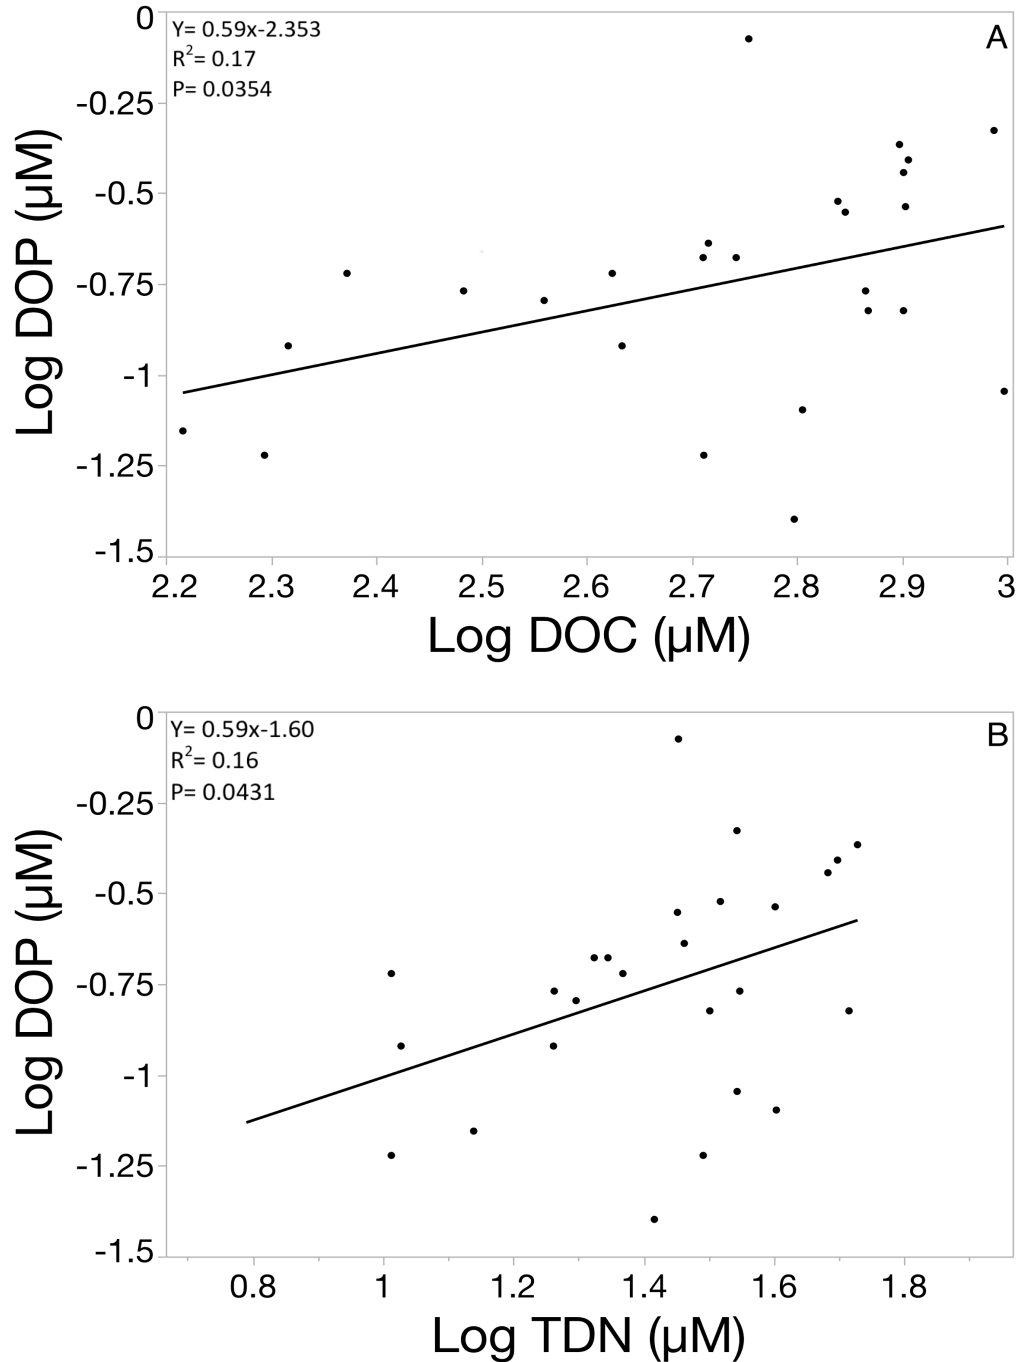 Y= 0.59x-2.353
R²= 0.17
P= 0.0354
A
0
-0.25
-0.5
-0.75
-1
-1.25
-1.5
Log DOP (µM)
2.2 2.3 2.4 2.5 2.6 2.7 2.8 2.9 3
Log DOC (µM)
Y= 0.59x-1.60
R²= 0.16
P= 0.0431
B
0
-0.25
-0.5
-0.75
-1
-1.25
-1.5
Log DOP (µM)
0.8 1 1.2 1.4 1.6 1.8
Log TDN (µM)